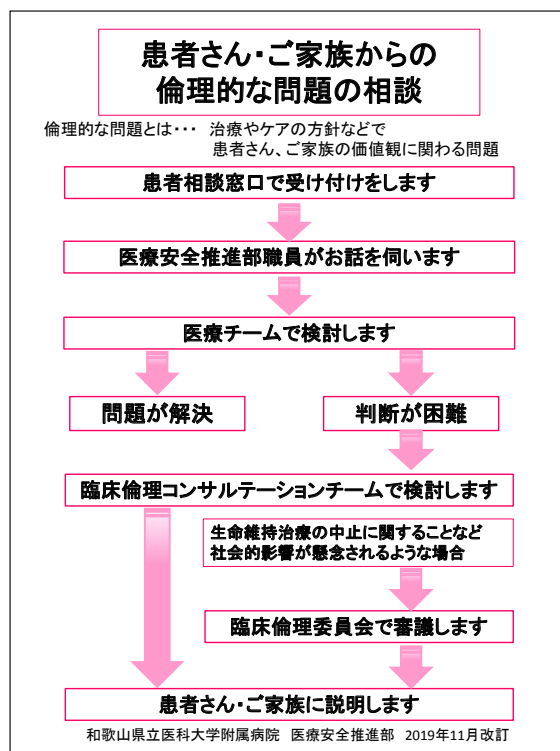 患者さん・ご家族からの
倫理的な問題の相談
倫理的な問題とは・・・ 治療やケアの方針などで
患者さん、ご家族の価値観に関わる問題
患者相談窓口で受け付けをします
医療安全推進部職員がお話を伺います
医療チームで検討します
問題が解決
判断が困難
臨床倫理コンサルテーションチームで検討します
生命維持治療の中止に関することなど
社会的影響が懸念されるような場合
臨床倫理委員会で審議します
患者さん・ご家族に説明します
和歌山県立医科大学附属病院 医療安全推進部 2019年11月改訂